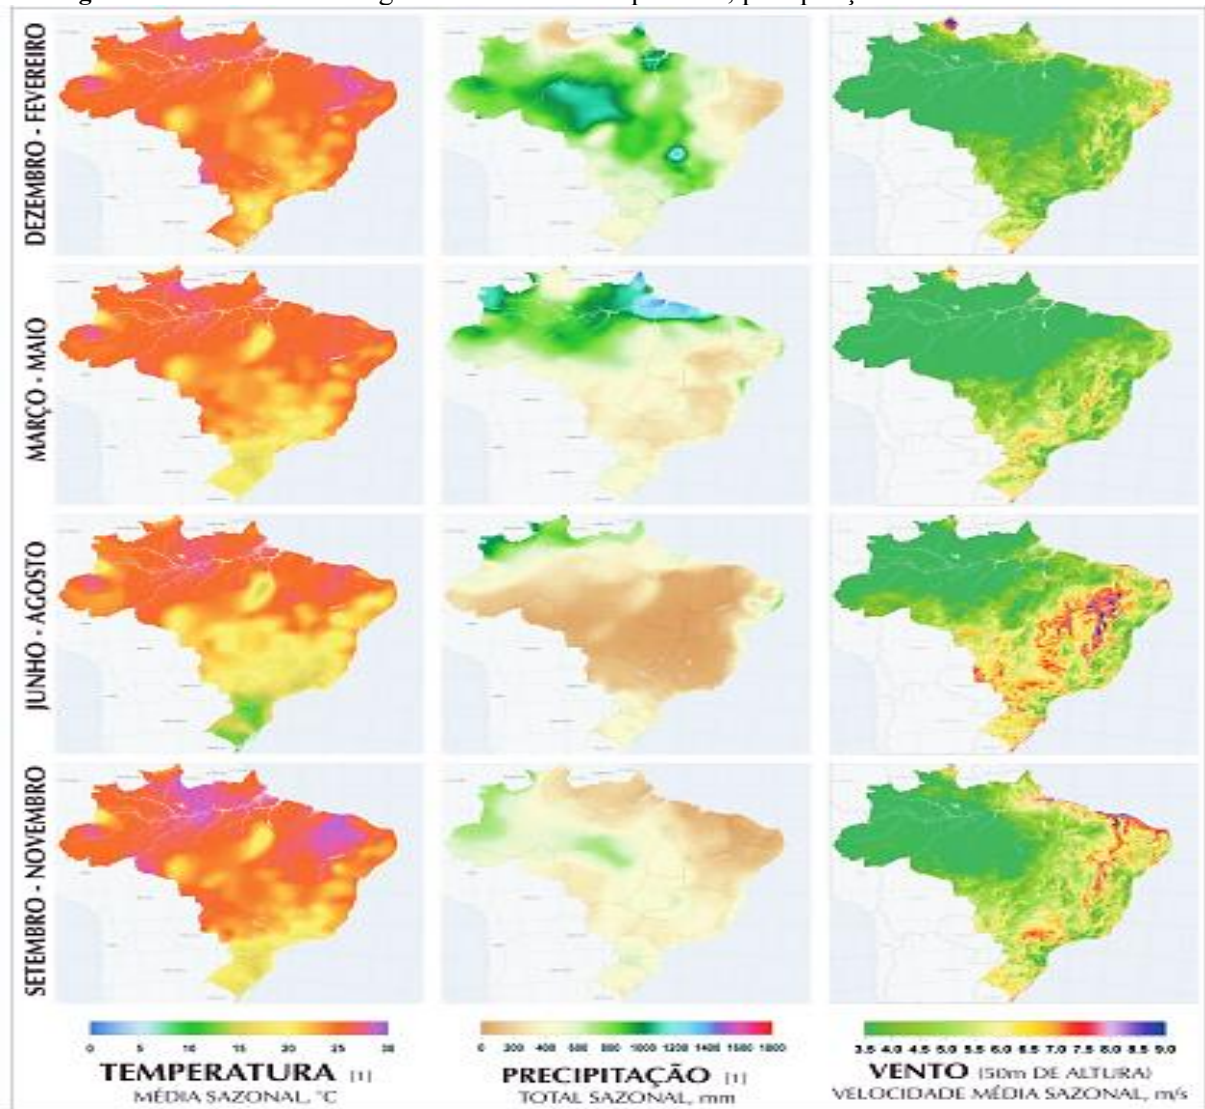 DEZEMBRO - FEVEREIRO
MARÇO - MAIO
JUNHO - AGOSTO
SETEMBRO - NOVEMBRO
0 5 10 15 20 25 30
TEMPERATURA [1]
MÉDIA SAZONAL, °C
0 200 400 600 800 1000 1200 1400 1600 1800
PRECIPITAÇÃO [1]
TOTAL SAZONAL, mm
3.5 4.0 4.5 5.0 5.5 6.0 6.5 7.0 7.5 8.0 8.5 9.0
VENTO (50m DE ALTURA)
VELOCIDADE MÉDIA SAZONAL, m/s